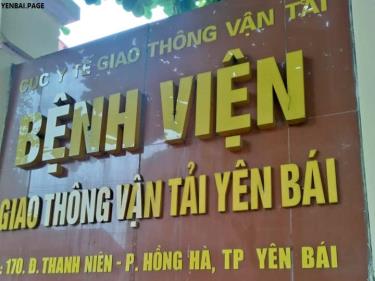 YENBAI.PAGE
CỤC Y TẾ GIAO THÔNG VẬN TẢI
BỆNH VIỆN
GIAO THÔNG VẬN TẢI YÊN BÁI
: 170. Đ. THANH NIÊN - P. HỒNG HÀ, TP YÊN BÁI